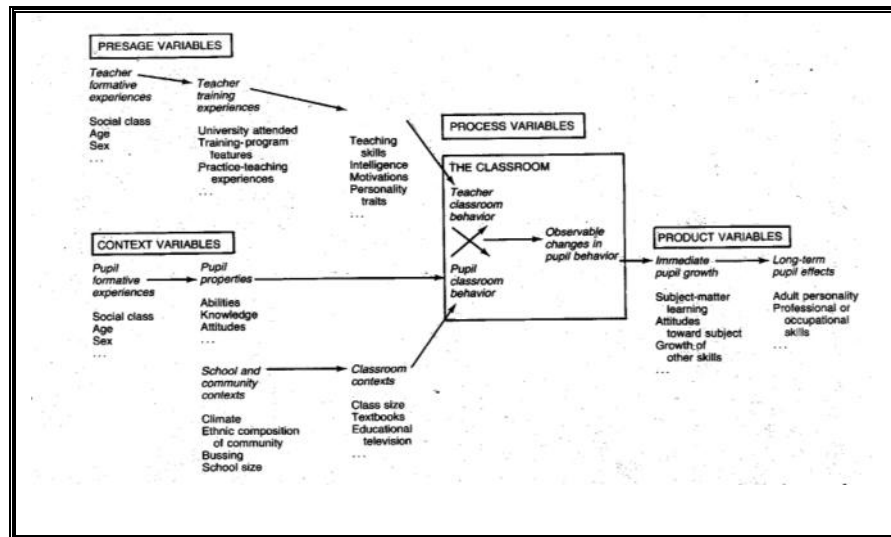 PRESAGE VARIABLES
Teacher
formative
experiences
Social class
Age
Sex
...
Teacher
training
experiences
University attended
Training-program
features
Practice-teaching
experiences
...
Teaching
skills
Intelligence
Motivations
Personality
traits
...
PROCESS VARIABLES
THE CLASSROOM
Teacher
classroom
behavior
Pupil
classroom
behavior
Observable
changes in
pupil behavior
CONTEXT VARIABLES
Pupil
formative
experiences
Social class
Age
Sex
...
Pupil
properties
Abilities
Knowledge
Attitudes
...
School and
community
contexts
Climate
Ethnic composition
of community
Bussing
School size
Classroom
contexts
Class size
Textbooks
Educational
television
...
PRODUCT VARIABLES
Immediate
pupil growth
Subject-matter
learning
Attitudes
toward subject
Growth of
other skills
...
Long-term
pupil effects
Adult personality
Professional or
occupational
skills
...